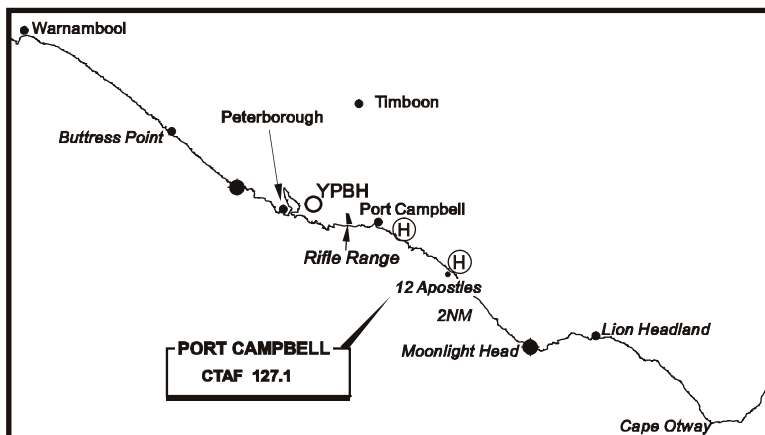 Warnambool
Timboon
Peterborough
Buttress Point
YPBH
Port Campbell
H
Rifle Range
H
12 Apostles
2NM
Lion Headland
PORT CAMPBELL
CTAF 127.1
Moonlight Head
Cape Otway